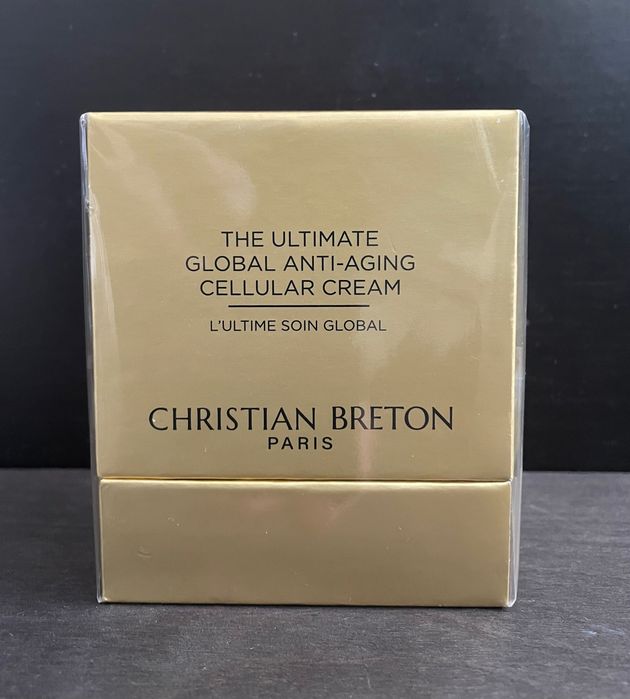 THE ULTIMATE
GLOBAL ANTI-AGING
CELLULAR CREAM
L'ULTIME SOIN GLOBAL
CHRISTIAN BRETON
PARIS